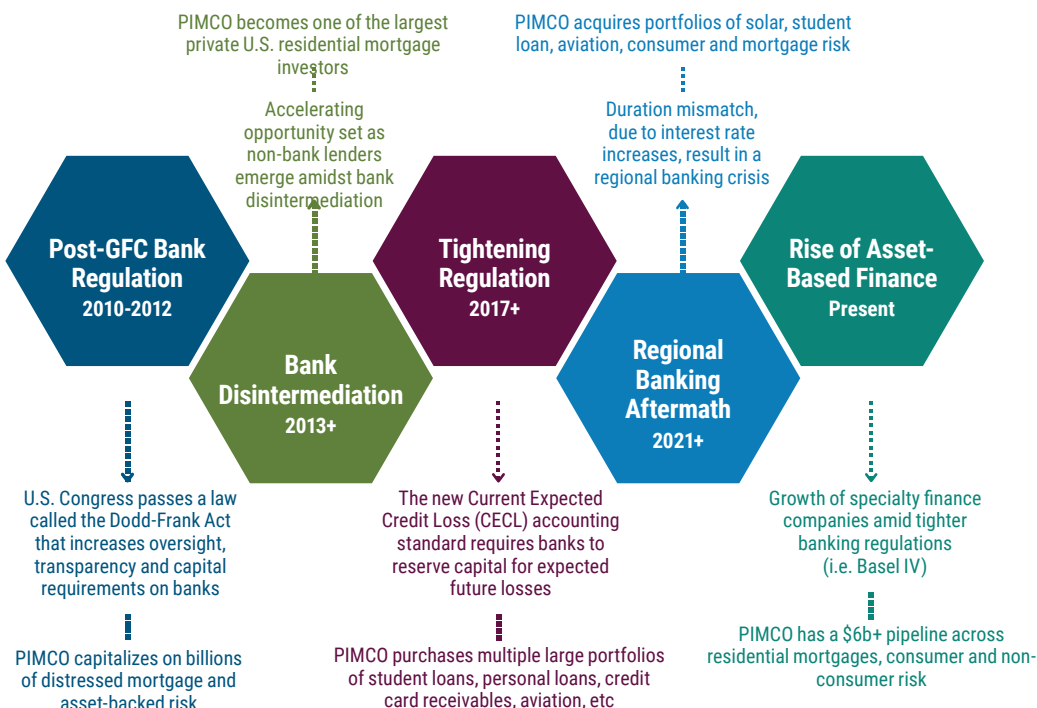 PIMCO becomes one of the largest
private U.S. residential mortgage
investors
Accelerating
opportunity set as
non-bank lenders
emerge amidst bank
disintermediation
PIMCO acquires portfolios of solar, student
loan, aviation, consumer and mortgage risk
Duration mismatch,
due to interest rate
increases, result in a
regional banking crisis
Post-GFC Bank
Regulation
2010-2012
Bank
Disintermediation
2013+
Tightening
Regulation
2017+
Regional
Banking
Aftermath
2021+
Rise of Asset-
Based Finance
Present
U.S. Congress passes a law
called the Dodd-Frank Act
that increases oversight,
transparency and capital
requirements on banks
PIMCO capitalizes on billions
of distressed mortgage and
asset-backed risk
The new Current Expected
Credit Loss (CECL) accounting
standard requires banks to
reserve capital for expected
future losses
PIMCO purchases multiple large portfolios
of student loans, personal loans, credit
card receivables, aviation, etc
Growth of specialty finance
companies amid tighter
banking regulations
(i.e. Basel IV)
PIMCO has a $6b+ pipeline across
residential mortgages, consumer and non-
consumer risk